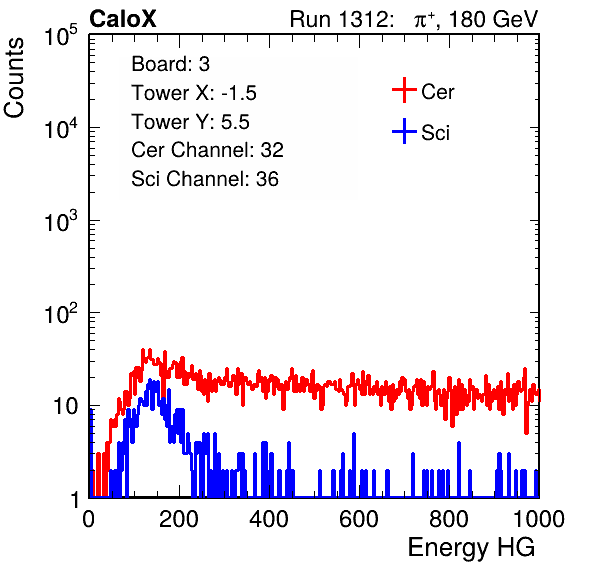 CaloX Run 1312: π⁺, 180 GeV
Counts
Board: 3
Tower X: -1.5
Tower Y: 5.5
Cer Channel: 32
Sci Channel: 36
Cer
Sci
10⁵
10⁴
10³
10²
10
1
0 200 400 600 800 1000
Energy HG